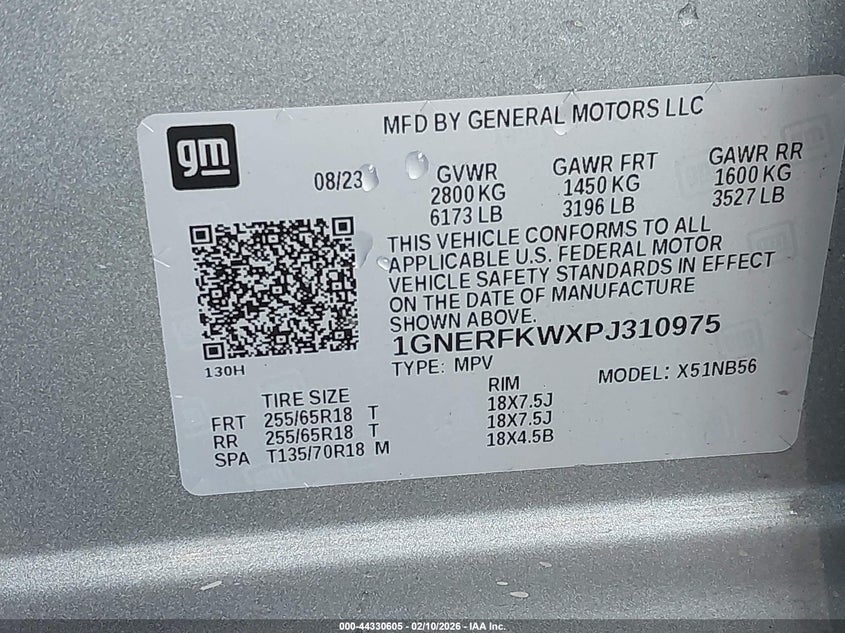 MFD BY GENERAL MOTORS LLC
gm
08/23
GVWR
2800 KG
6173 LB
GAWR FRT
1450 KG
3196 LB
GAWR RR
1600 KG
3527 LB
THIS VEHICLE CONFORMS TO ALL
APPLICABLE U.S. FEDERAL MOTOR
VEHICLE SAFETY STANDARDS IN EFFECT
ON THE DATE OF MANUFACTURE
SHOWN ABOVE.
1GNERFKWXPJ310975
130H
TYPE: MPV
MODEL: X51NB56
TIRE SIZE
RIM
FRT 255/65R18 T 18X7.5J
RR 255/65R18 T 18X7.5J
SPA T135/70R18 M 18X4.5B
000-44330605 - 02/10/2026 - IAA Inc.